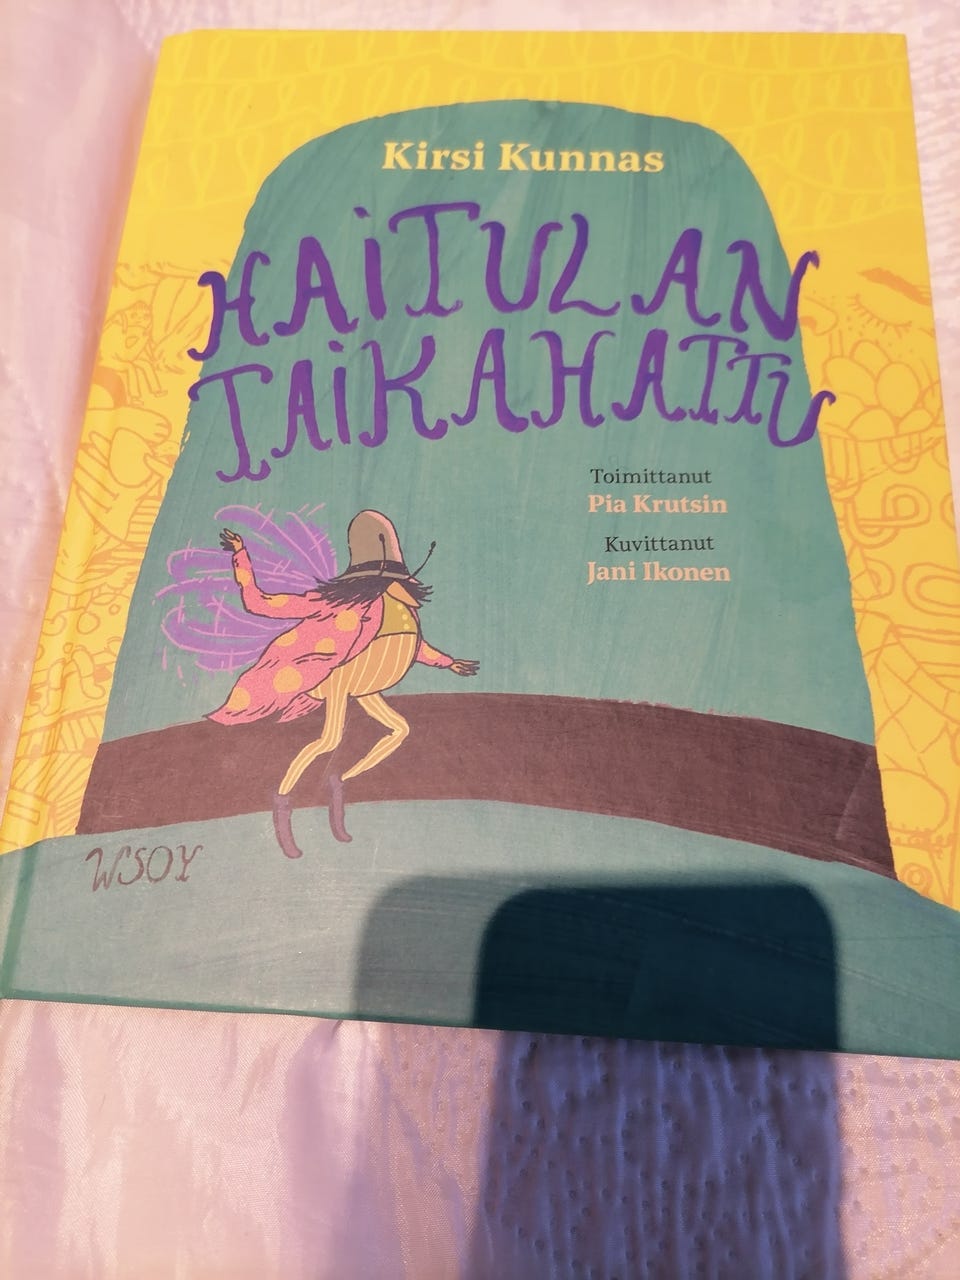 Kirsi Kunnas
HAiTULAN
TAiKAHATTU
Toimittanut
Pia Krutsin
Kuvittanut
Jani Ikonen
WSOY